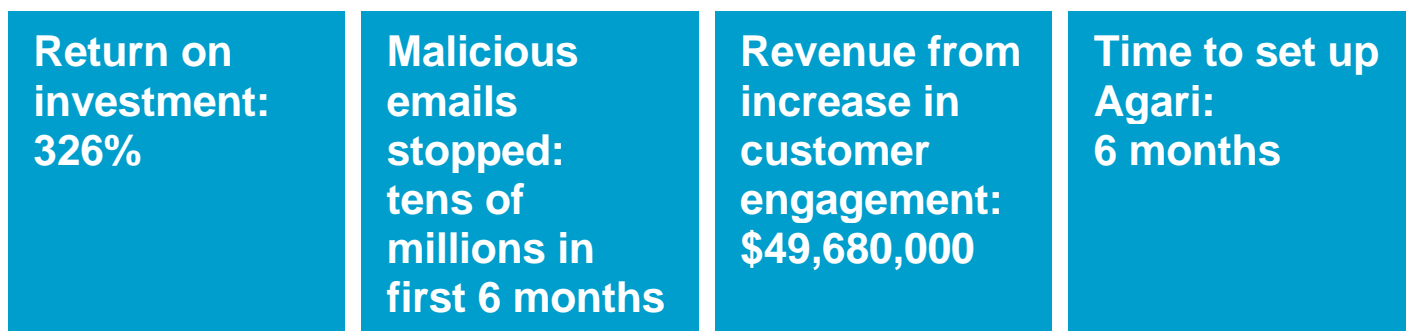 Return on
investment:
326%
Malicious
emails
stopped:
tens of
millions in
first 6 months
Revenue from
increase in
customer
engagement:
$49,680,000
Time to set up
Agari:
6 months